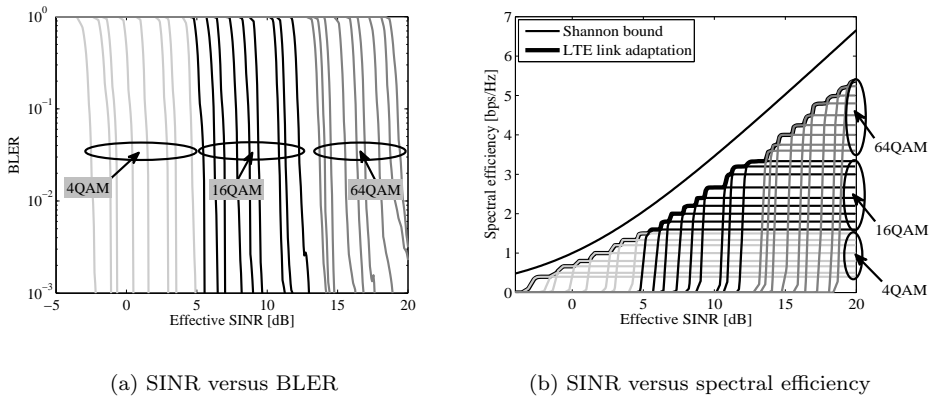 10^0
10^-1
10^-2
10^-3
BLER
4QAM
16QAM
64QAM
−5 0 5 10 15 20
Effective SINR [dB]
(a) SINR versus BLER
7
6
5
4
3
2
1
0
Spectral efficiency [bps/Hz]
Shannon bound
LTE link adaptation
64QAM
16QAM
4QAM
0 5 10 15 20
Effective SINR [dB]
(b) SINR versus spectral efficiency